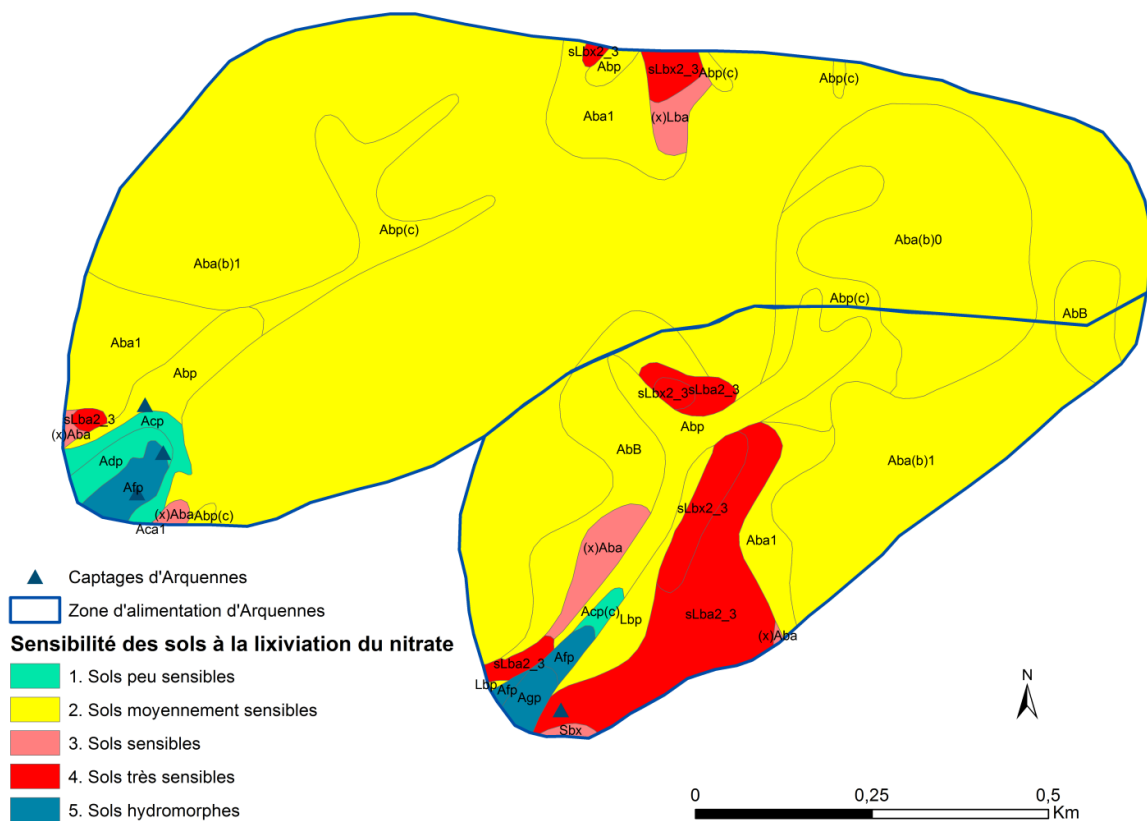 sLbx2_3
Abp
sLbx2_3
Abp(c)
Abp(c)
Aba1
(x)Lba
Abp(c)
Aba(b)0
Aba(b)1
Abp(c)
AbB
Aba1
Abp
sLba2_3
(x)Aba
Acp
Adp
Afp
(x)Aba
Abp(c)
Aca1
sLbx2_3
sLba2_3
Abp
AbB
Aba(b)1
sLbx2_3
(x)Aba
Aba1
Acp(c)
Lbp
sLba2_3
(x)Aba
Afp
sLba2_3
Lbp
Afp
Agp
Sbx
Captages d'Arquennes
Zone d'alimentation d'Arquennes
Sensibilité des sols à la lixiviation du nitrate
1. Sols peu sensibles
2. Sols moyennement sensibles
3. Sols sensibles
4. Sols très sensibles
5. Sols hydromorphes
N
0 0,25 0,5
Km